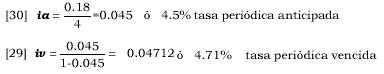 [30] ia = 0.18/4 =0.045 ó 4.5% tasa periódica anticipada
[29] iv = 0.045/1-0.045 = 0.04712 ó 4.71% tasa periódica vencida